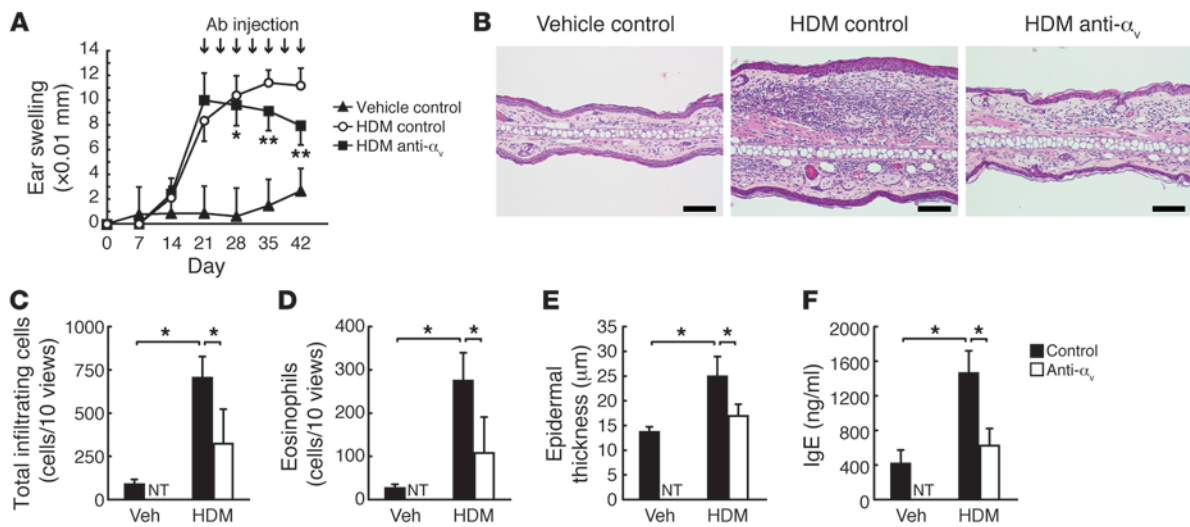 A
Ab injection
Ear swelling
(×0.01 mm)
14
12
10
8
6
4
2
0
*
**
**
0 7 14 21 28 35 42
Day
Vehicle control
HDM control
HDM anti-αv
B
Vehicle control HDM control HDM anti-αv
C
Total infiltrating cells
(cells/10 views)
1000
750
500
250
0
* *
NT
Veh HDM
D
Eosinophils
(cells/10 views)
400
300
200
100
0
* *
NT
Veh HDM
E
Epidermal
thickness (μm)
35
30
25
20
15
10
5
0
* *
NT
Veh HDM
F
IgE (ng/ml)
2000
1600
1200
800
400
0
* *
NT
Veh HDM
Control
Anti-αv